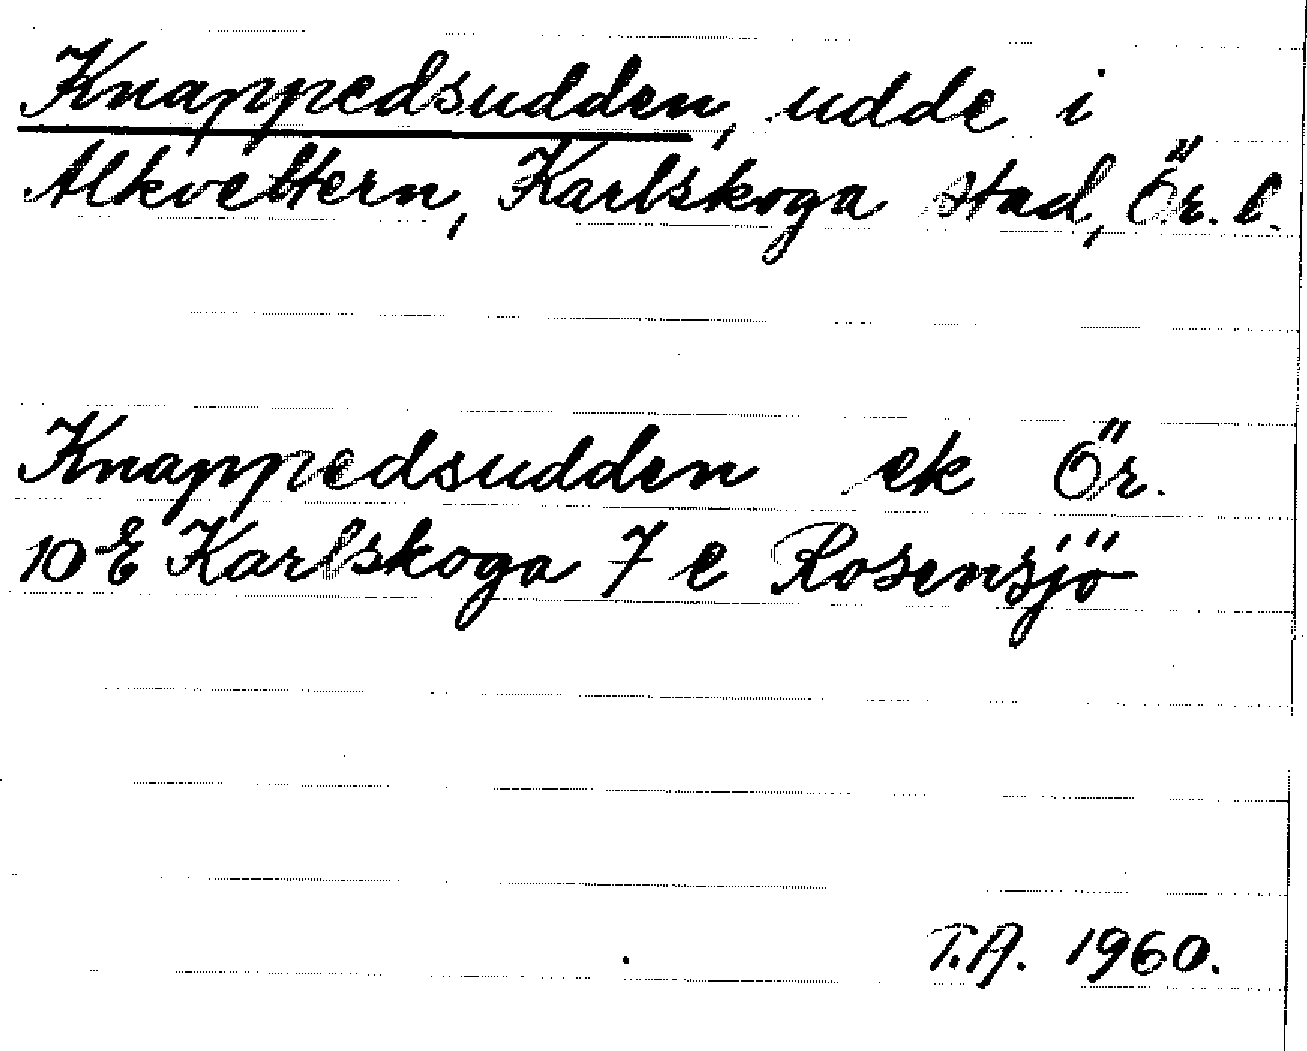 Knappedsudden, udde i
Alkvettern, Karlskoga stad, Ör. l.
Knappedsudden ek Ör.
10 E Karlskoga 7 e Rosensjö
T.A. 1960.